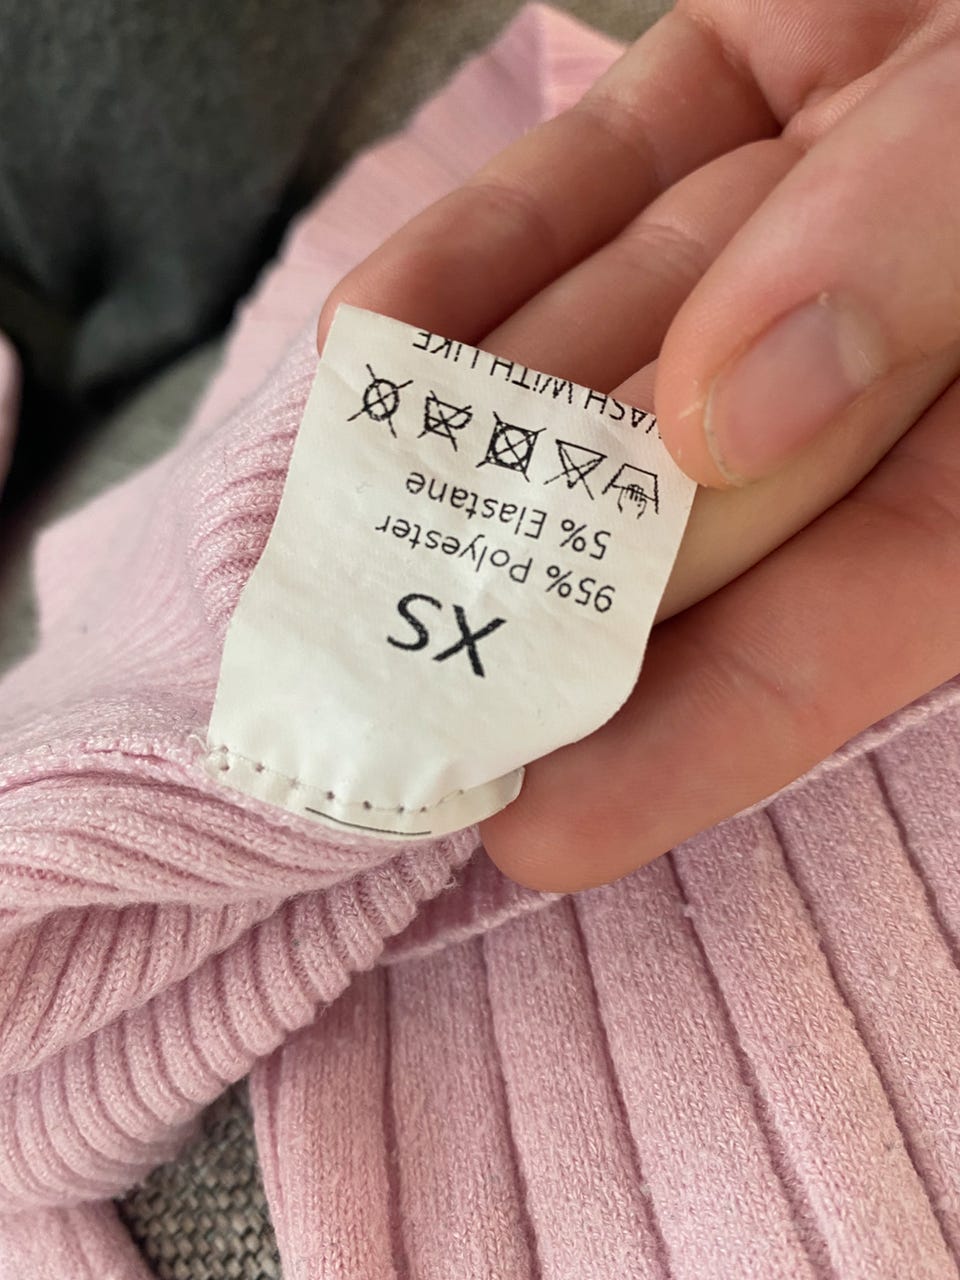 XS
95% Polyester
5% Elastane
WASH WITH LIKE